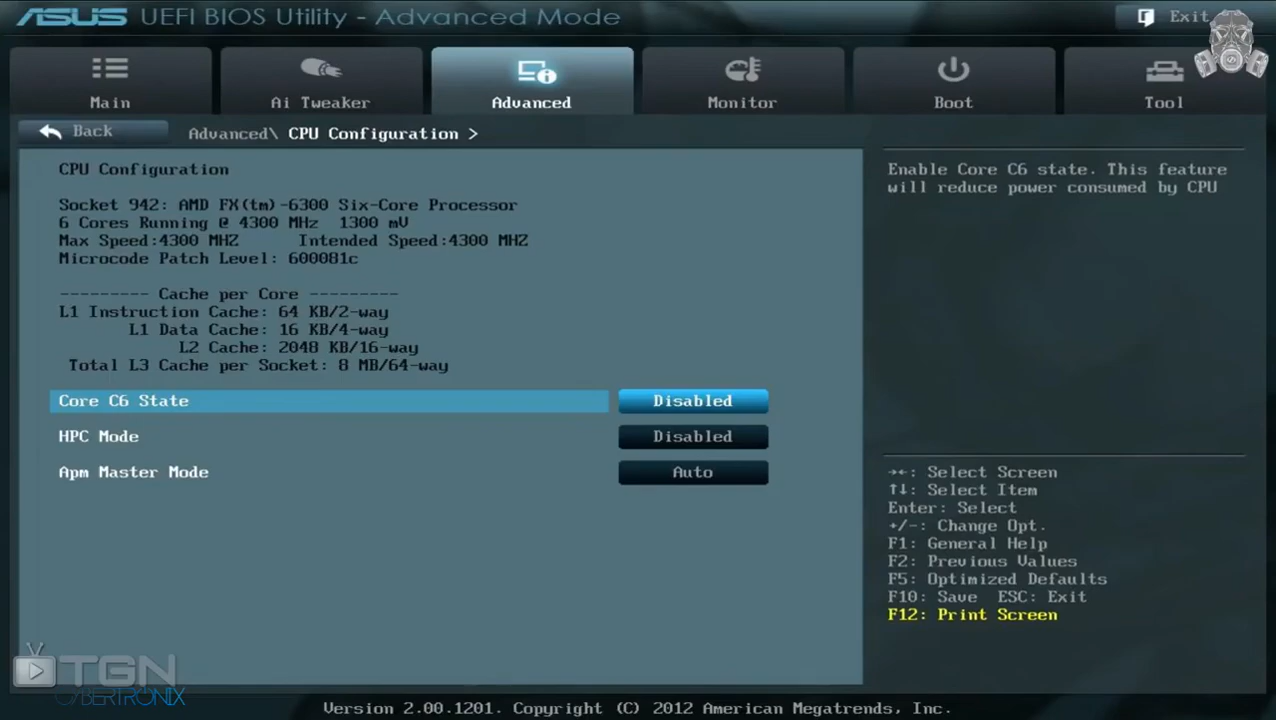 ASUS UEFI BIOS Utility - Advanced Mode
Exit
Main
Ai Tweaker
Advanced
Monitor
Boot
Tool
Back
Advanced\ CPU Configuration >
CPU Configuration
Socket 942: AMD FX(tm)-6300 Six-Core Processor
6 Cores Running @ 4300 MHz  1300 mV
Max Speed:4300 MHZ      Intended Speed:4300 MHZ
Microcode Patch Level: 600081c
--------- Cache per Core ---------
L1 Instruction Cache: 64 KB/2-way
L1 Data Cache: 16 KB/4-way
L2 Cache: 2048 KB/16-way
Total L3 Cache per Socket: 8 MB/64-way
Core C6 State
Disabled
HPC Mode
Disabled
Apm Master Mode
Auto
Enable Core C6 state. This feature
will reduce power consumed by CPU
→←: Select Screen
↑↓: Select Item
Enter: Select
+/-: Change Opt.
F1: General Help
F2: Previous Values
F5: Optimized Defaults
F10: Save  ESC: Exit
F12: Print Screen
TGN
CYBERTRONIX
Version 2.00.1201. Copyright (C) 2012 American Megatrends, Inc.